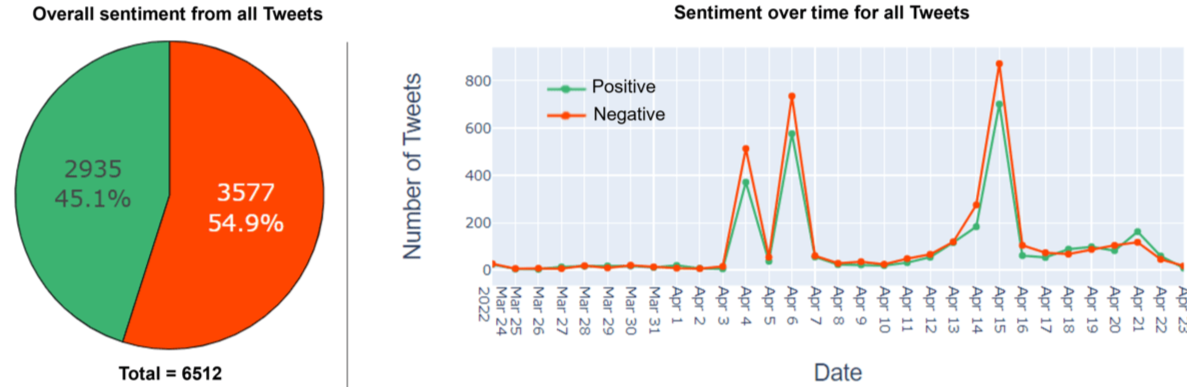 Overall sentiment from all Tweets
2935
45.1%
3577
54.9%
Total = 6512
Sentiment over time for all Tweets
Number of Tweets
800
600
400
200
0
Positive
Negative
Mar 24
2022
Mar 25
Mar 26
Mar 27
Mar 28
Mar 29
Mar 30
Mar 31
Apr 1
Apr 2
Apr 3
Apr 4
Apr 5
Apr 6
Apr 7
Apr 8
Apr 9
Apr 10
Apr 11
Apr 12
Apr 13
Apr 14
Apr 15
Apr 16
Apr 17
Apr 18
Apr 19
Apr 20
Apr 21
Apr 22
Apr 23
Date